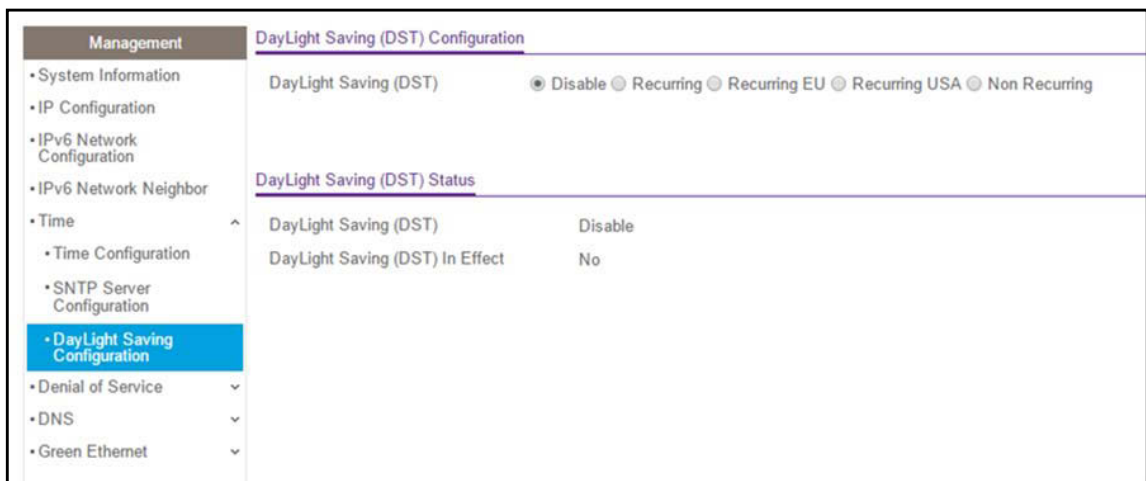 Management
• System Information
• IP Configuration
• IPv6 Network
Configuration
• IPv6 Network Neighbor
• Time
• Time Configuration
• SNTP Server
Configuration
• DayLight Saving
Configuration
• Denial of Service
• DNS
• Green Ethernet
DayLight Saving (DST) Configuration
DayLight Saving (DST) Disable Recurring Recurring EU Recurring USA Non Recurring
DayLight Saving (DST) Status
DayLight Saving (DST) Disable
DayLight Saving (DST) In Effect No